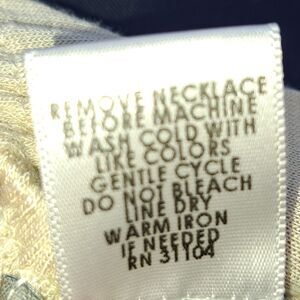 REMOVE NECKLACE
BEFORE MACHINE
WASH COLD WITH
LIKE COLORS
GENTLE CYCLE
DO NOT BLEACH
LINE DRY
WARM IRON
IF NEEDED
RN 31104